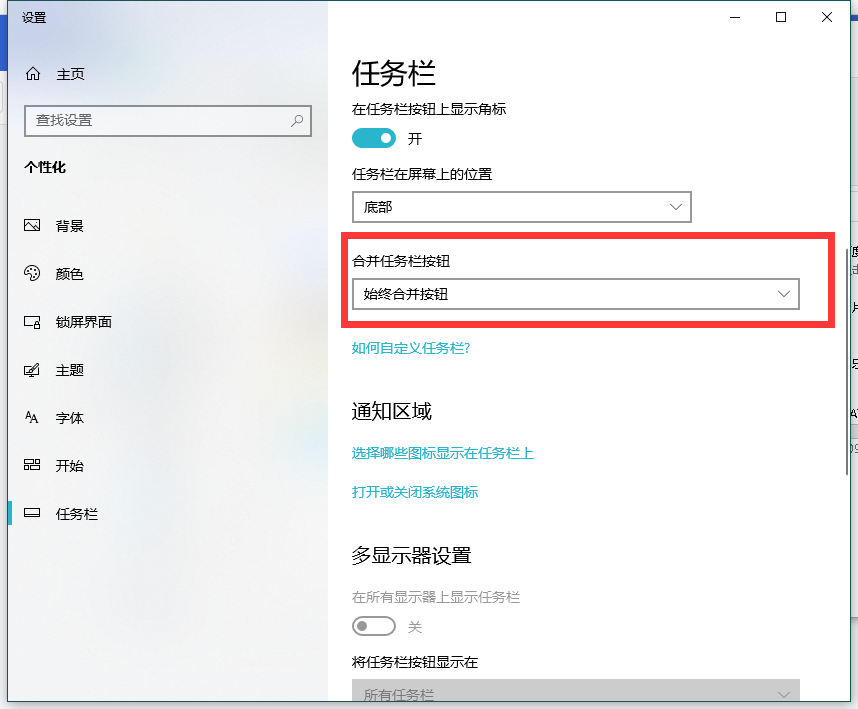 设置
主页
查找设置
个性化
背景
颜色
锁屏界面
主题
字体
开始
任务栏
任务栏
在任务栏按钮上显示角标
开
任务栏在屏幕上的位置
底部
合并任务栏按钮
始终合并按钮
如何自定义任务栏?
通知区域
选择哪些图标显示在任务栏上
打开或关闭系统图标
多显示器设置
在所有显示器上显示任务栏
关
将任务栏按钮显示在
所有任务栏